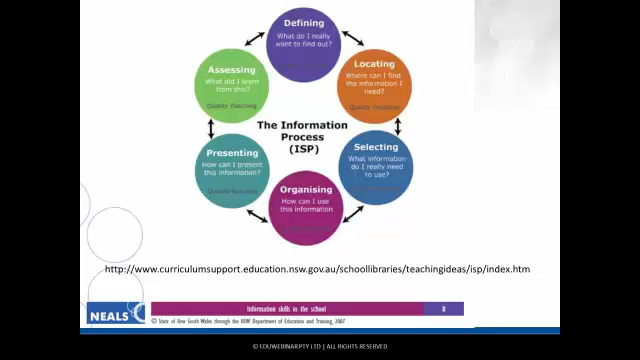 Defining
What do I really
want to find out?
Locating
Where can I find
the information I
need?
Quality Teaching
Selecting
What information
do I really need
to use?
Organising
How can I use
this information
Presenting
How can I present
this information?
Quality Teaching
Assessing
What did I learn
from this?
Quality Teaching
The Information
Process
(ISP)
http://www.curriculumsupport.education.nsw.gov.au/schoollibraries/teachingideas/isp/index.htm
NEALS
Information skills in the school
8
© State of New South Wales through the NSW Department of Education and Training, 2007
© EDUWEBINAR PTY LTD | ALL RIGHTS RESERVED